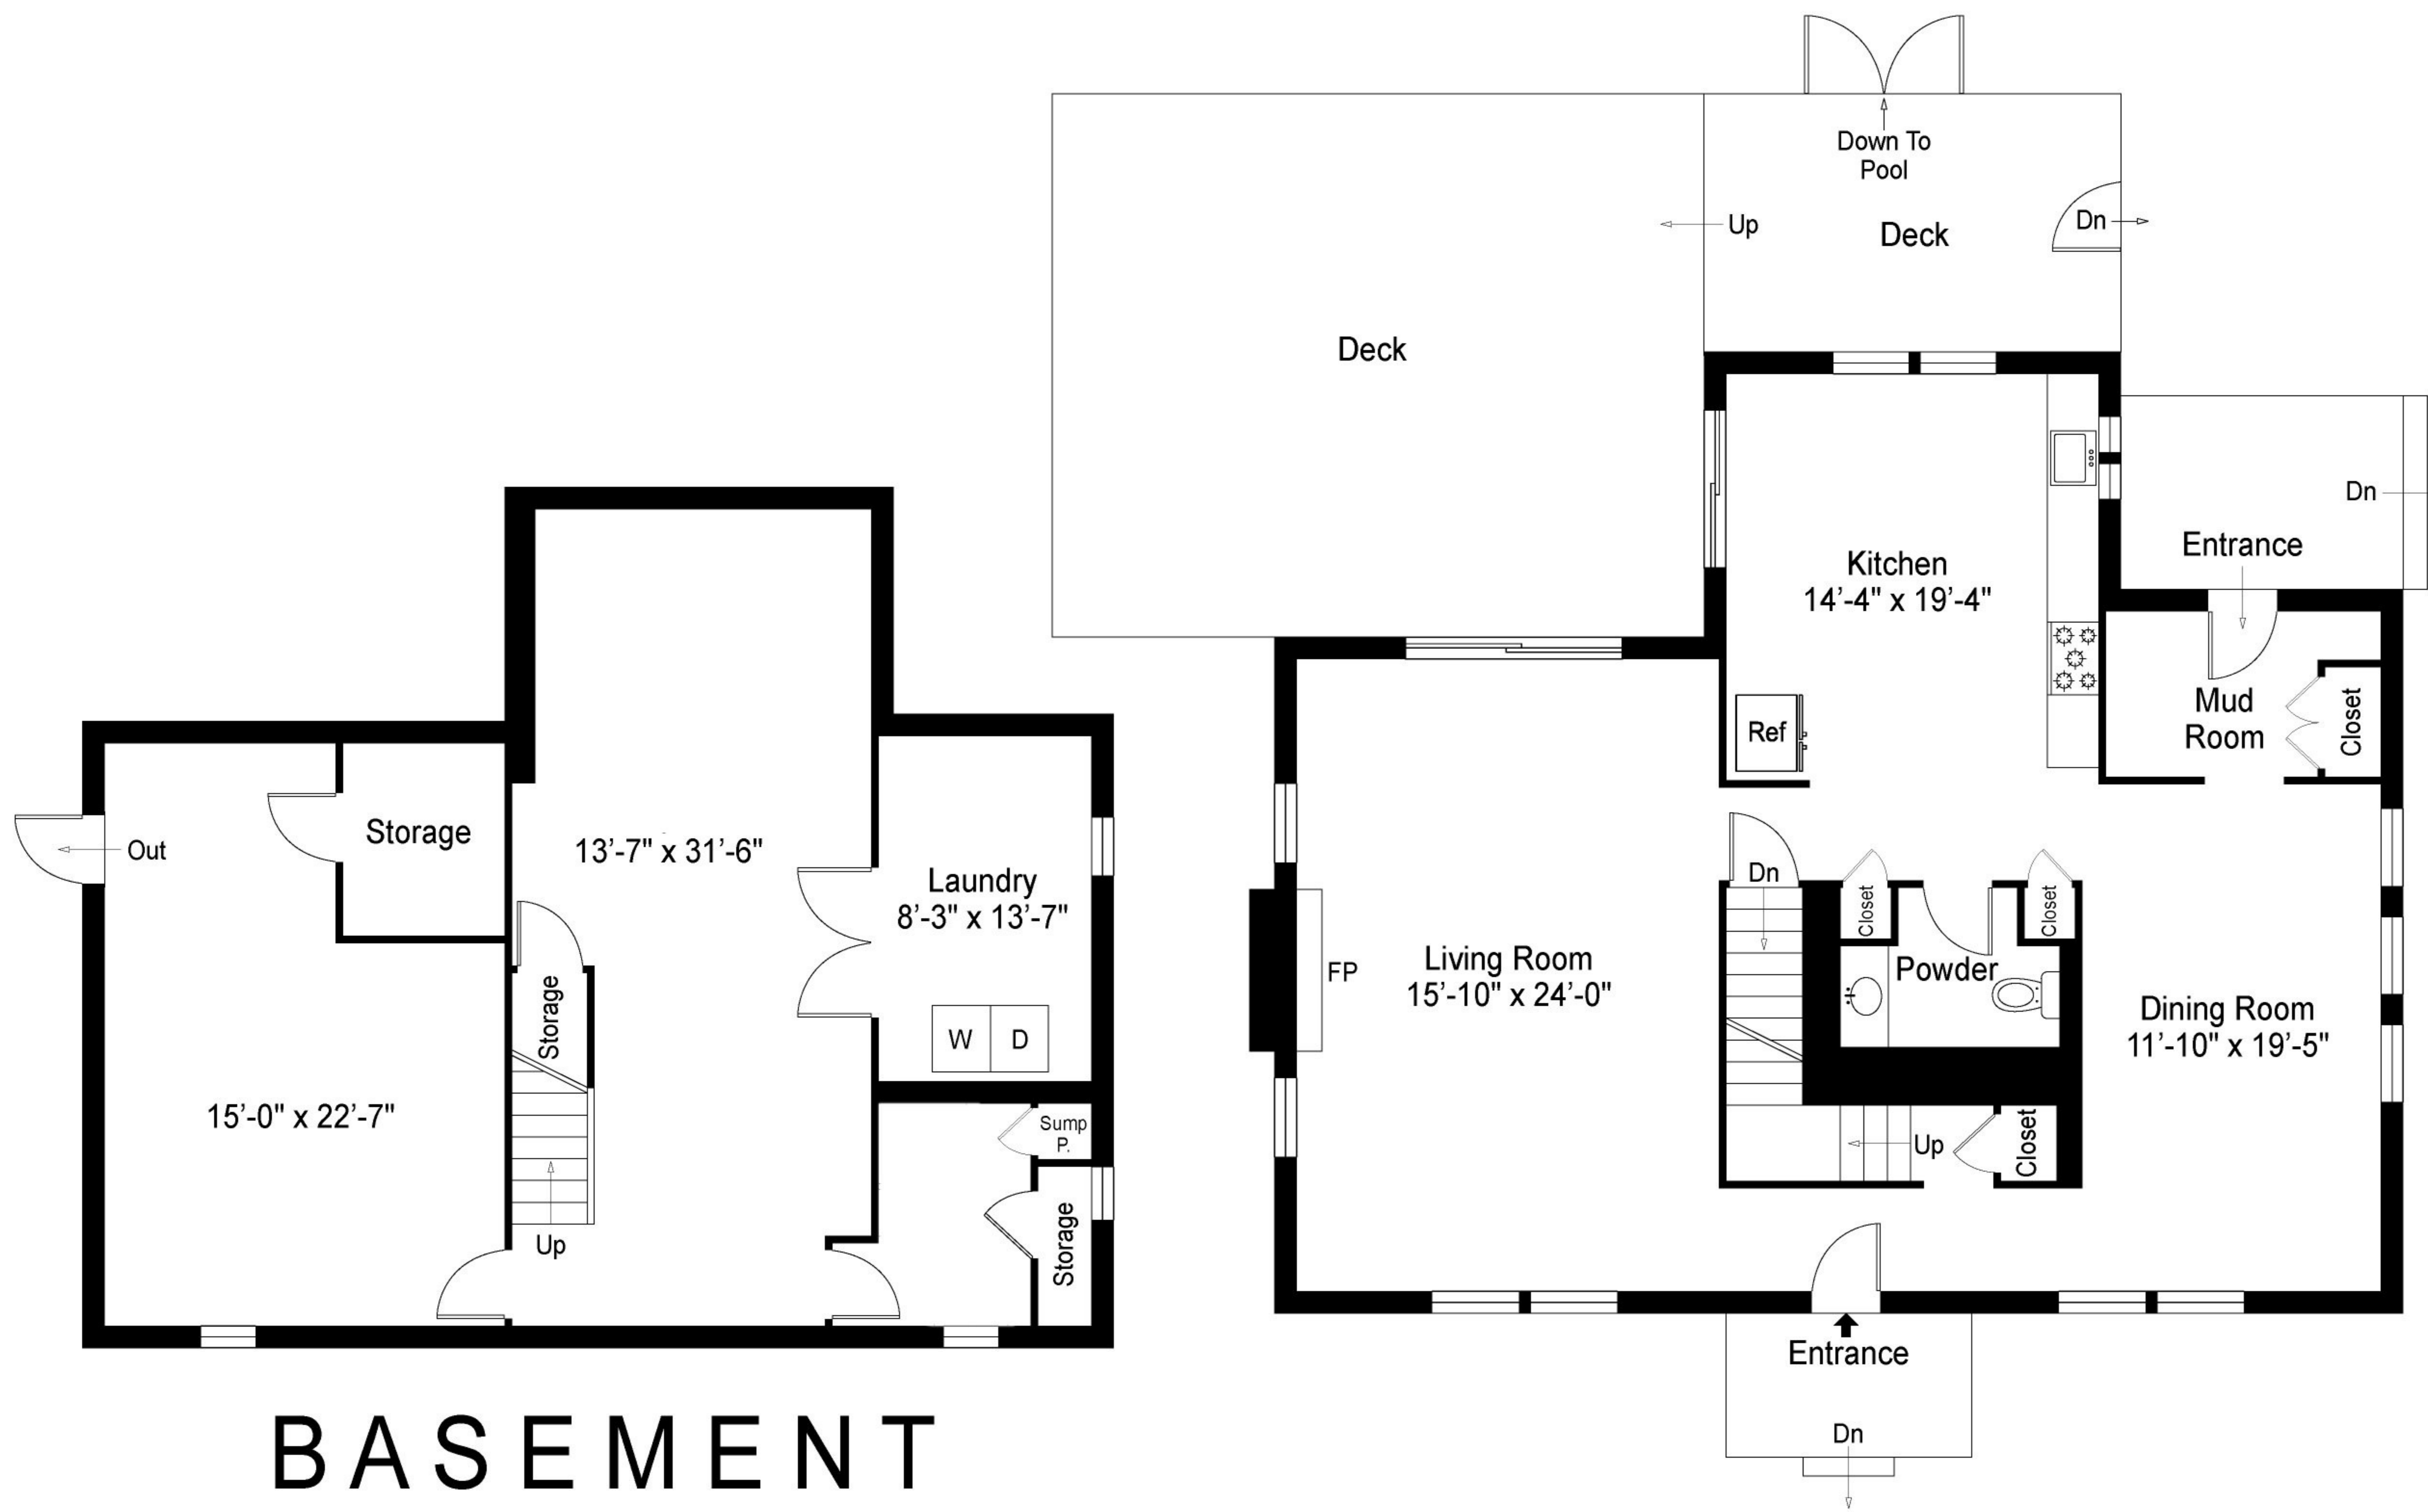 Down To
Pool
Up
Deck
Dn
Deck
Dn
Entrance
Kitchen
14'-4" x 19'-4"
Ref
Mud
Room
Closet
Out
Storage
13'-7" x 31'-6"
Laundry
8'-3" x 13'-7"
Storage
W
D
15'-0" x 22'-7"
Sump
P.
Storage
Up
Dn
Closet
Closet
Living Room
15'-10" x 24'-0"
FP
Powder
Dining Room
11'-10" x 19'-5"
Up
Closet
Entrance
Dn
BASEMENT